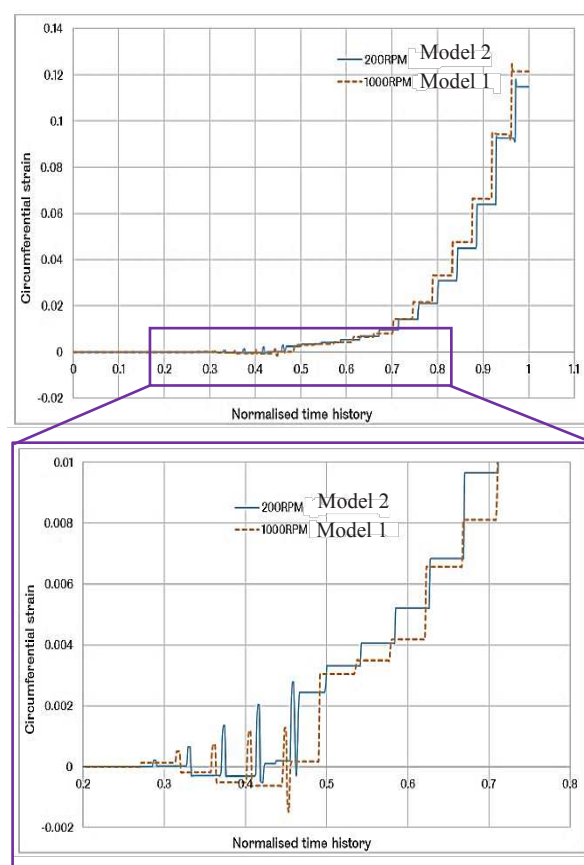 0.14
0.12
0.1
0.08
0.06
0.04
0.02
0
-0.02
Circumferential strain
200RPM Model 2
1000RPM Model 1
0 0.1 0.2 0.3 0.4 0.5 0.6 0.7 0.8 0.9 1 1.1
Normalised time history
0.01
0.008
0.006
0.004
0.002
0
-0.002
Circumferential strain
200RPM Model 2
1000RPM Model 1
0.2 0.3 0.4 0.5 0.6 0.7 0.8
Normalised time history